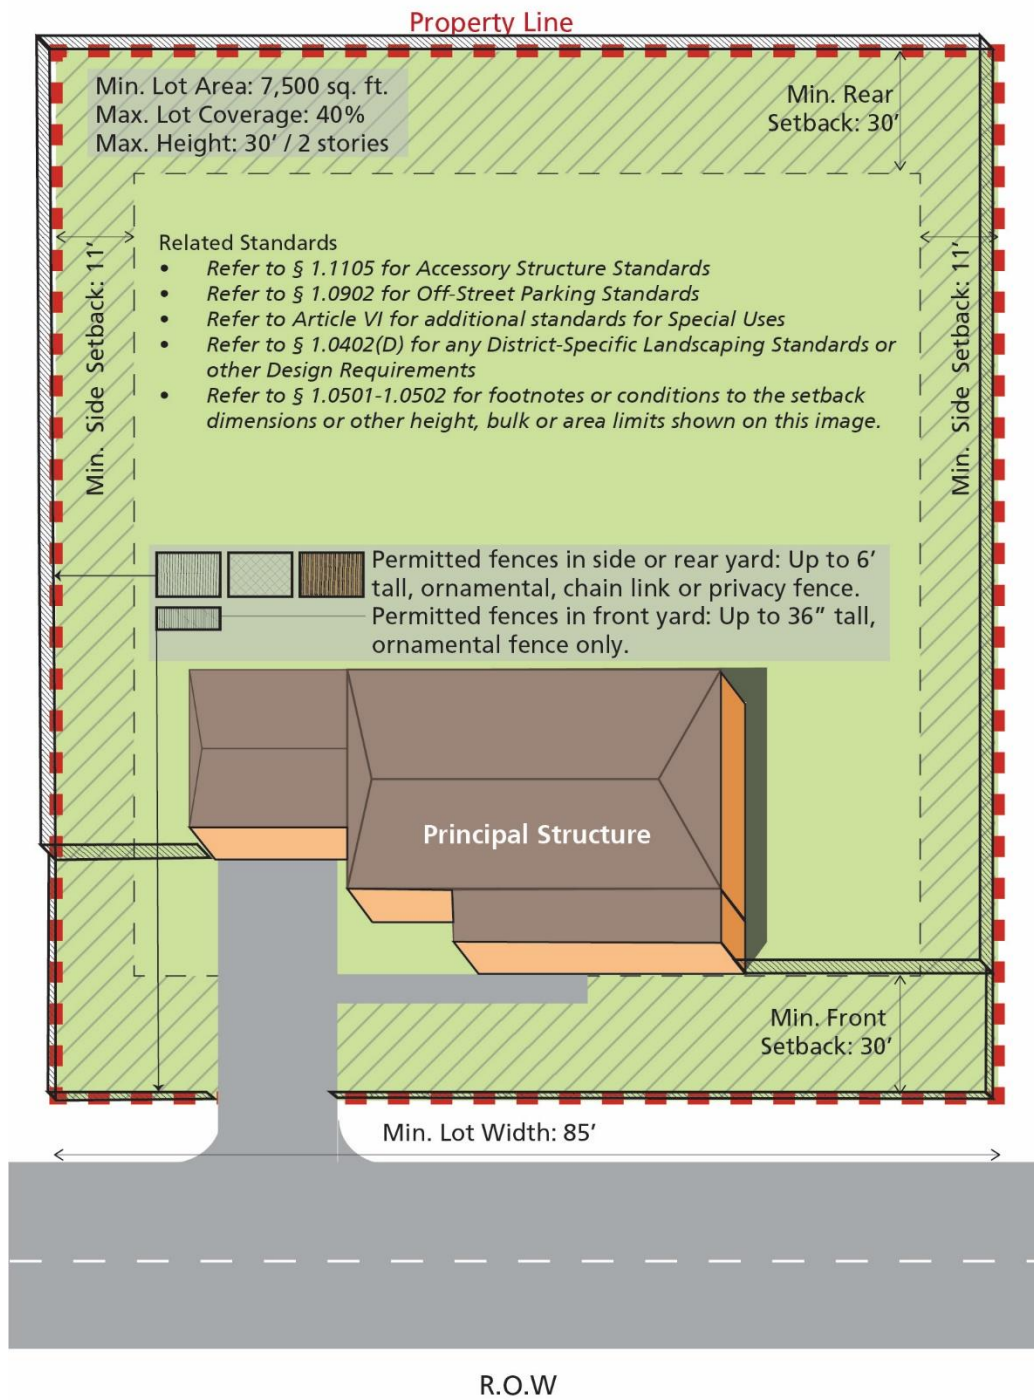 Property Line
Min. Lot Area: 7,500 sq. ft.
Max. Lot Coverage: 40%
Max. Height: 30’ / 2 stories
Min. Rear
Setback: 30’
Min. Side Setback: 11’
Min. Side Setback: 11’
Related Standards
• Refer to § 1.1105 for Accessory Structure Standards
• Refer to § 1.0902 for Off-Street Parking Standards
• Refer to Article VI for additional standards for Special Uses
• Refer to § 1.0402(D) for any District-Specific Landscaping Standards or
other Design Requirements
• Refer to § 1.0501-1.0502 for footnotes or conditions to the setback
dimensions or other height, bulk or area limits shown on this image.
Permitted fences in side or rear yard: Up to 6’
tall, ornamental, chain link or privacy fence.
Permitted fences in front yard: Up to 36” tall,
ornamental fence only.
Principal Structure
Min. Front
Setback: 30’
Min. Lot Width: 85’
R.O.W